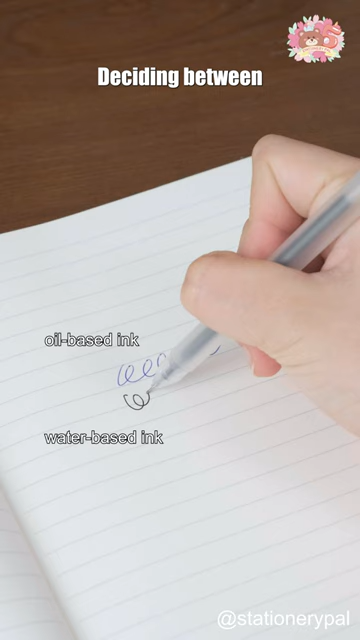 Deciding between
oil-based ink
water-based ink
@stationerypal